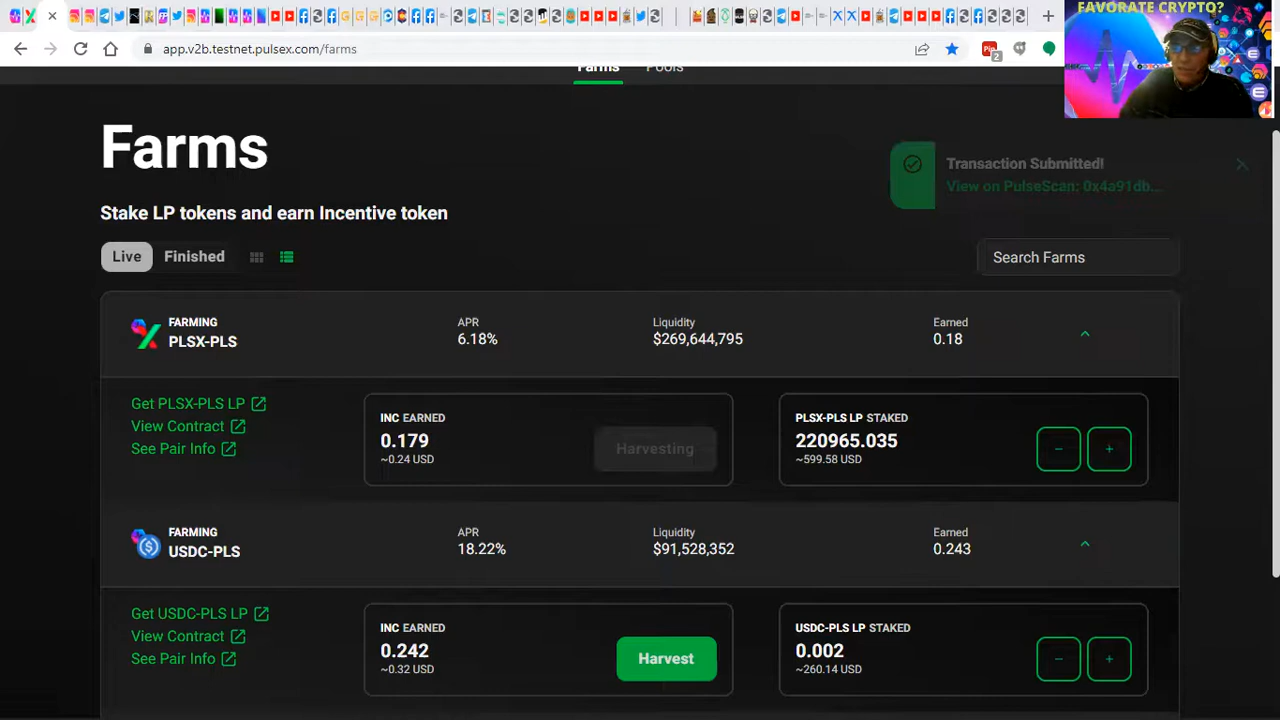 FAVORATE CRYPTO?
app.v2b.testnet.pulsex.com/farms
2
Farms Pools
Farms
Transaction Submitted!
View on PulseScan: 0x4a91db...
Stake LP tokens and earn Incentive token
Live Finished
Search Farms
FARMING
PLSX-PLS
APR
6.18%
Liquidity
$269,644,795
Earned
0.18
Get PLSX-PLS LP
View Contract
See Pair Info
INC EARNED
0.179
~0.24 USD
Harvesting
PLSX-PLS LP STAKED
220965.035
~599.58 USD
FARMING
USDC-PLS
APR
18.22%
Liquidity
$91,528,352
Earned
0.243
Get USDC-PLS LP
View Contract
See Pair Info
INC EARNED
0.242
~0.32 USD
Harvest
USDC-PLS LP STAKED
0.002
~260.14 USD